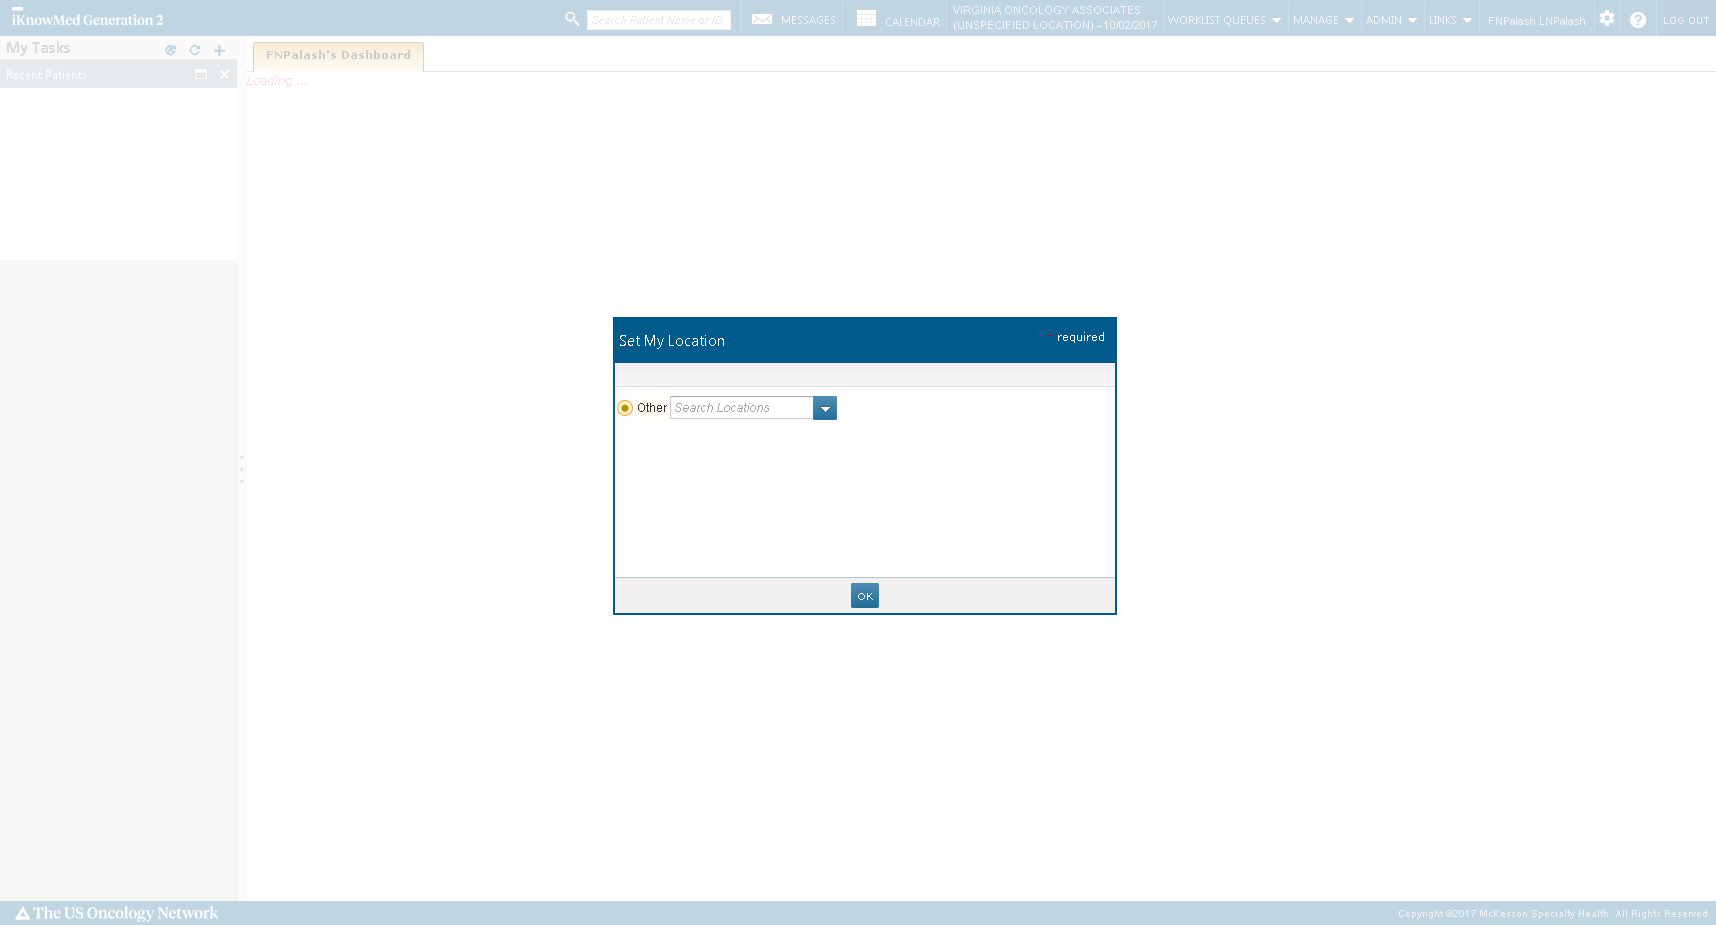 iKnowMed Generation 2
Search Patient Name or ID
MESSAGES
CALENDAR
VIRGINIA ONCOLOGY ASSOCIATES
(UNSPECIFIED LOCATION) - 10/02/2017
WORKLIST QUEUES
MANAGE
ADMIN
LINKS
FNPalash LNPalash
?
LOG OUT
My Tasks
FNPalash's Dashboard
Recent Patients
Loading ...
Set My Location
* required
Other
Search Locations
OK
The US Oncology Network
Copyright ©2017 McKesson Specialty Health. All Rights Reserved